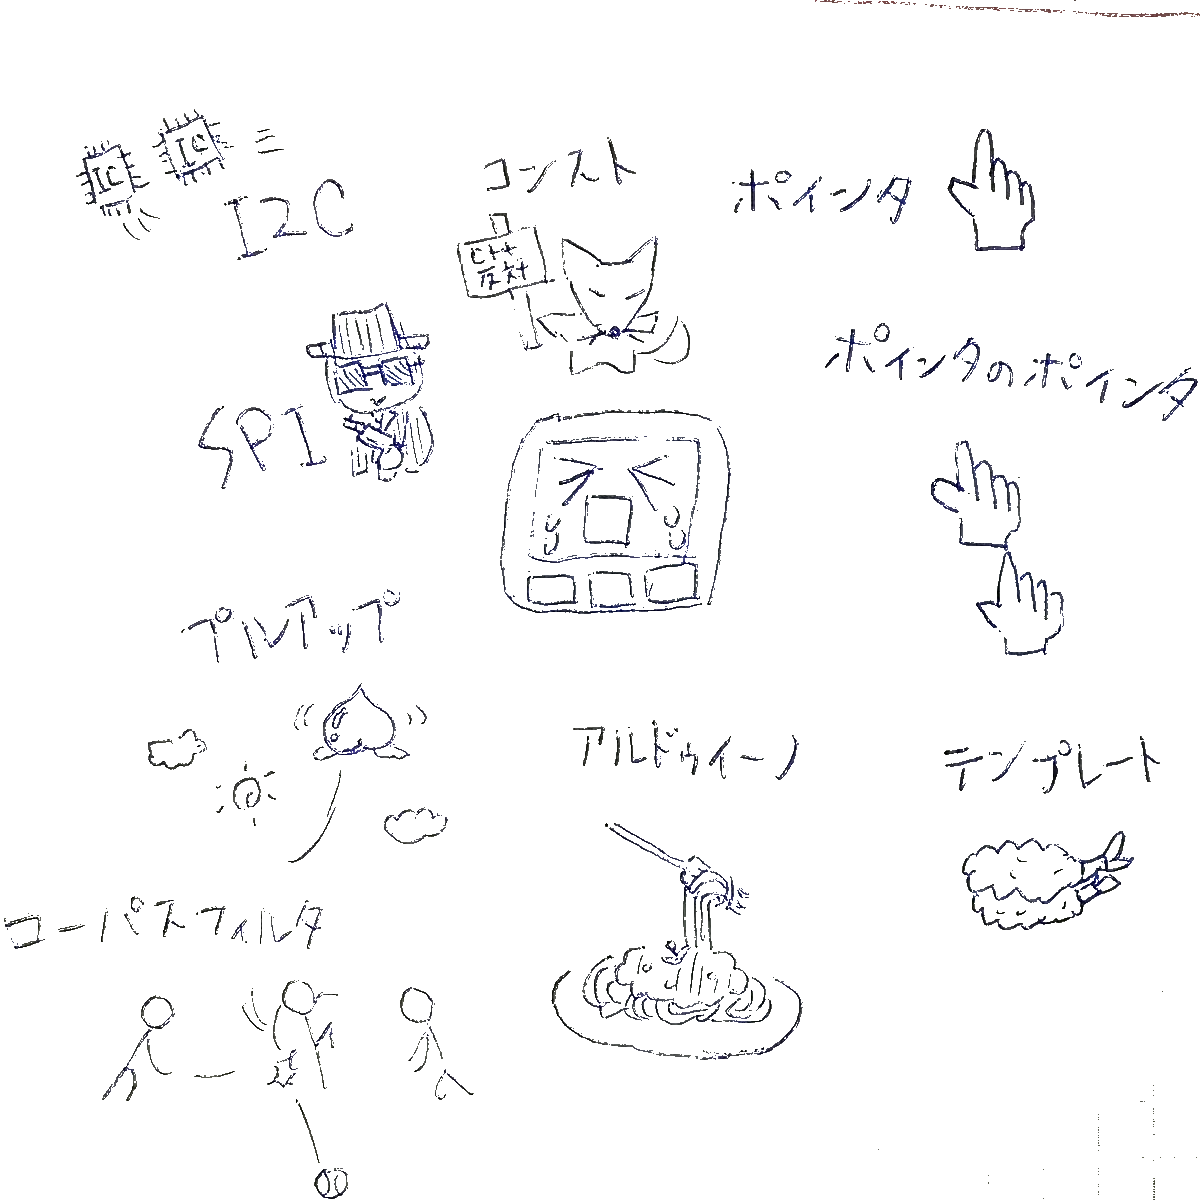 IC
IC
I2C
コンスト
C++
反対
ポインタ
SPI
ポインタのポインタ
プルアップ
アルドゥイーノ
テンプレート
ローパスフィルタ